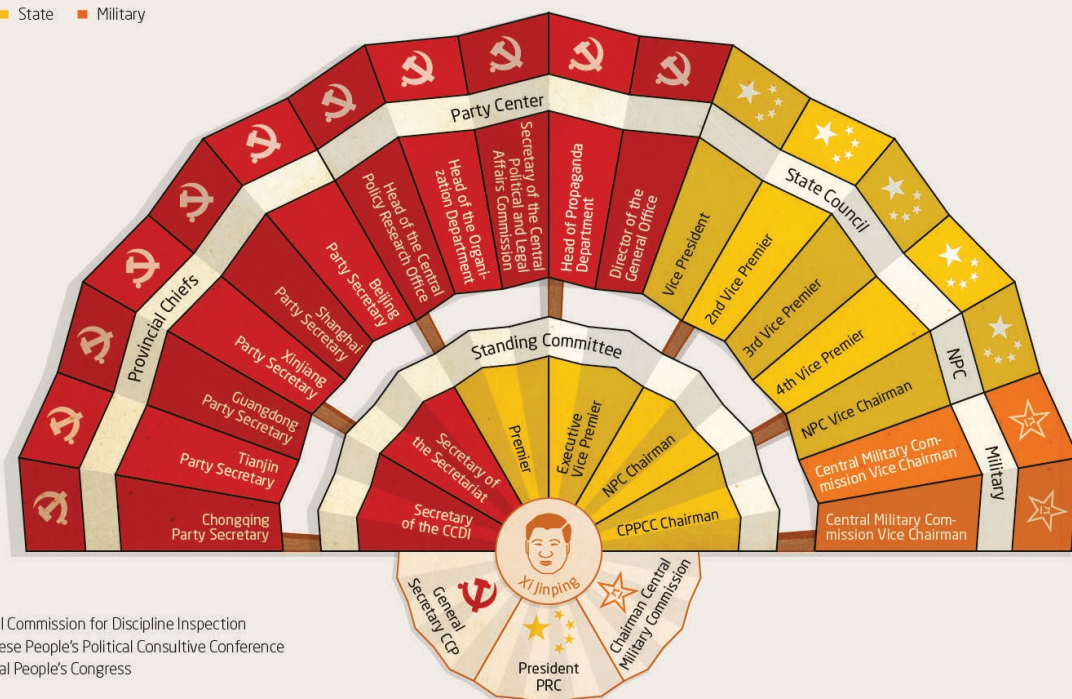 State
Military
Party Center
State Council
NPC
Military
Provincial Chiefs
Chongqing
Party Secretary
Tianjin
Party Secretary
Guangdong
Party Secretary
Xinjiang
Party Secretary
Shanghai
Party Secretary
Beijing
Party Secretary
Head of the Central
Policy Research Office
Head of the Organi-
zation Department
Secretary of the Central
Political and Legal
Affairs Commission
Head of Propaganda
Department
Director of the
General Office
Vice President
2nd Vice Premier
3rd Vice Premier
4th Vice Premier
NPC Vice Chairman
Central Military Com-
mission Vice Chairman
Central Military Com-
mission Vice Chairman
Standing Committee
Secretary
of the CCDI
Secretary of
the Secretariat
Premier
Executive
Vice Premier
NPC Chairman
CPPCC Chairman
Xi Jinping
General
Secretary CCP
President
PRC
Chairman Central
Military Commission
l Commission for Discipline Inspection
ese People's Political Consultive Conference
al People's Congress